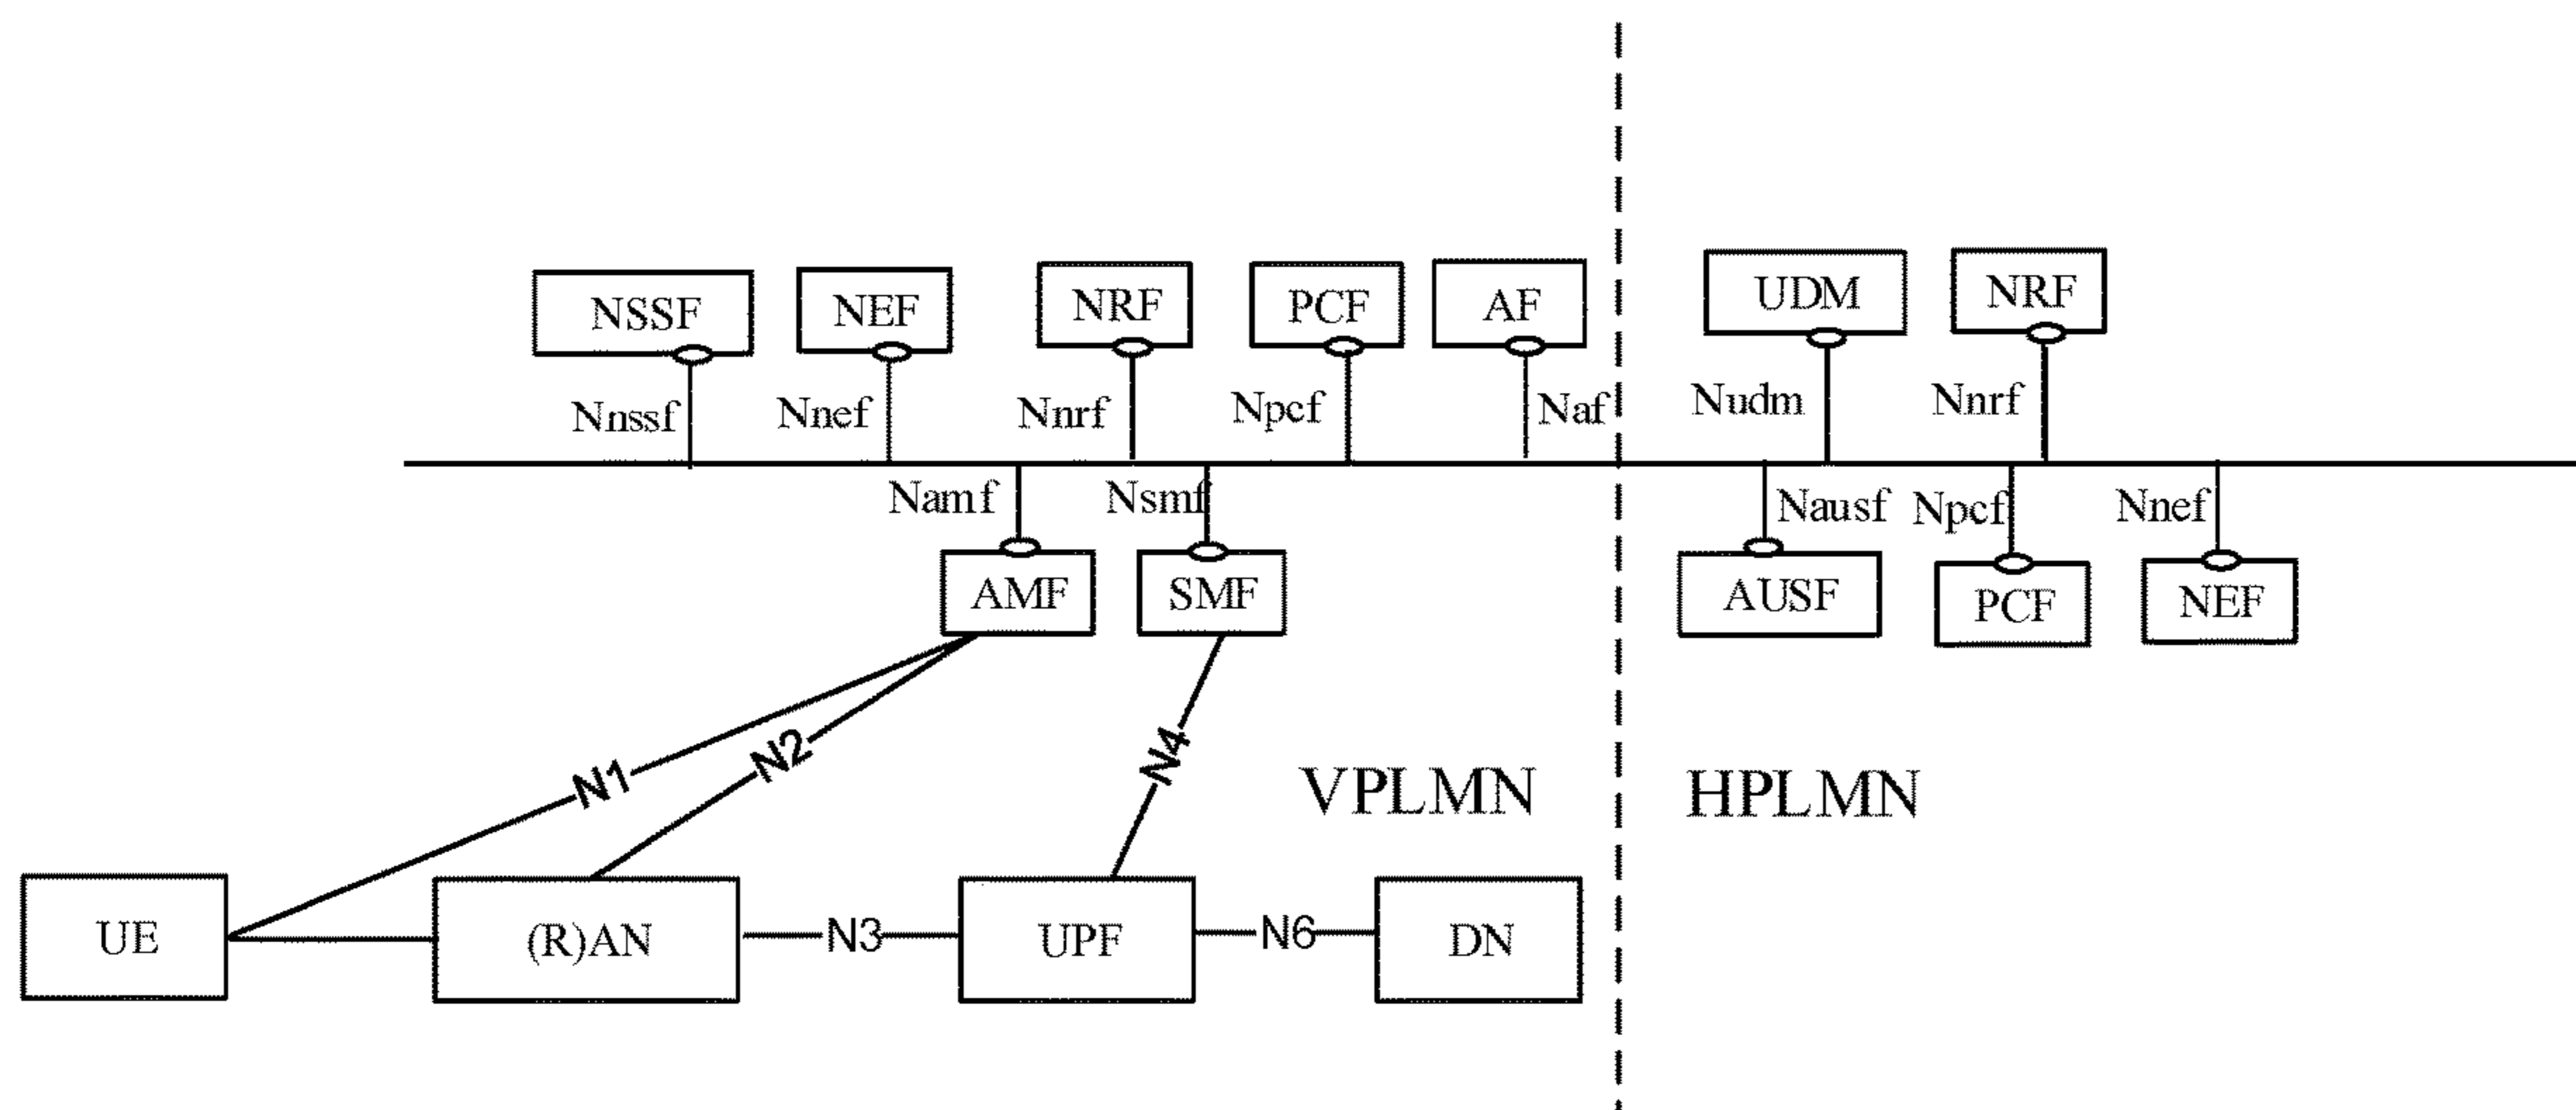 NSSF
NEF
NRF
PCF
AF
UDM
NRF
Nnssf
Nnef
Nnrf
Npcf
Naf
Nudm
Nnrf
Namf
Nsmf
Nausf
Npcf
Nnef
AMF
SMF
AUSF
PCF
NEF
N1
N2
N4
VPLMN
HPLMN
UE
(R)AN
N3
UPF
N6
DN